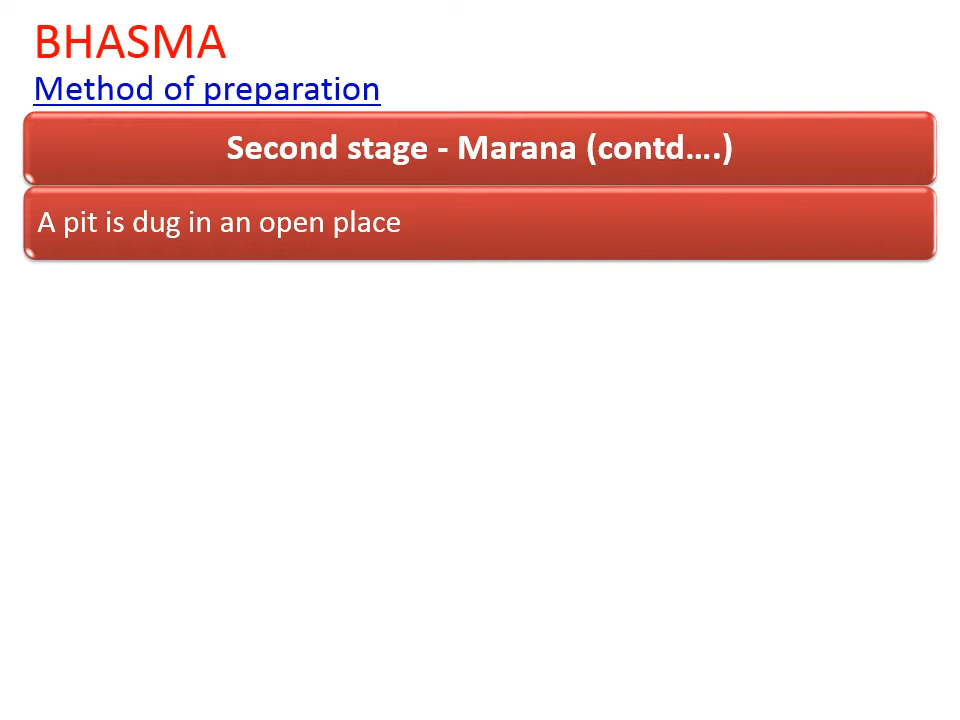 BHASMA
Method of preparation
Second stage - Marana (contd….)
A pit is dug in an open place